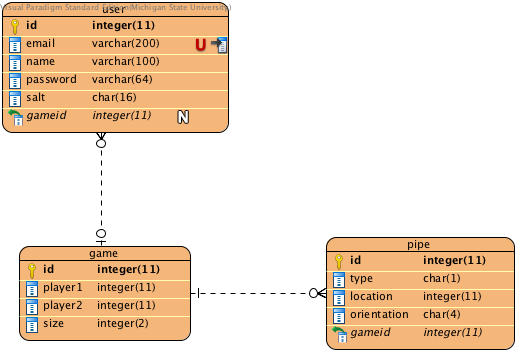 Visual Paradigm Standard Edition(Michigan State University)
user
id integer(11)
email varchar(200) U
name varchar(100)
password varchar(64)
salt char(16)
gameid integer(11) N
game
id integer(11)
player1 integer(11)
player2 integer(11)
size integer(2)
pipe
id integer(11)
type char(1)
location integer(11)
orientation char(4)
gameid integer(11)